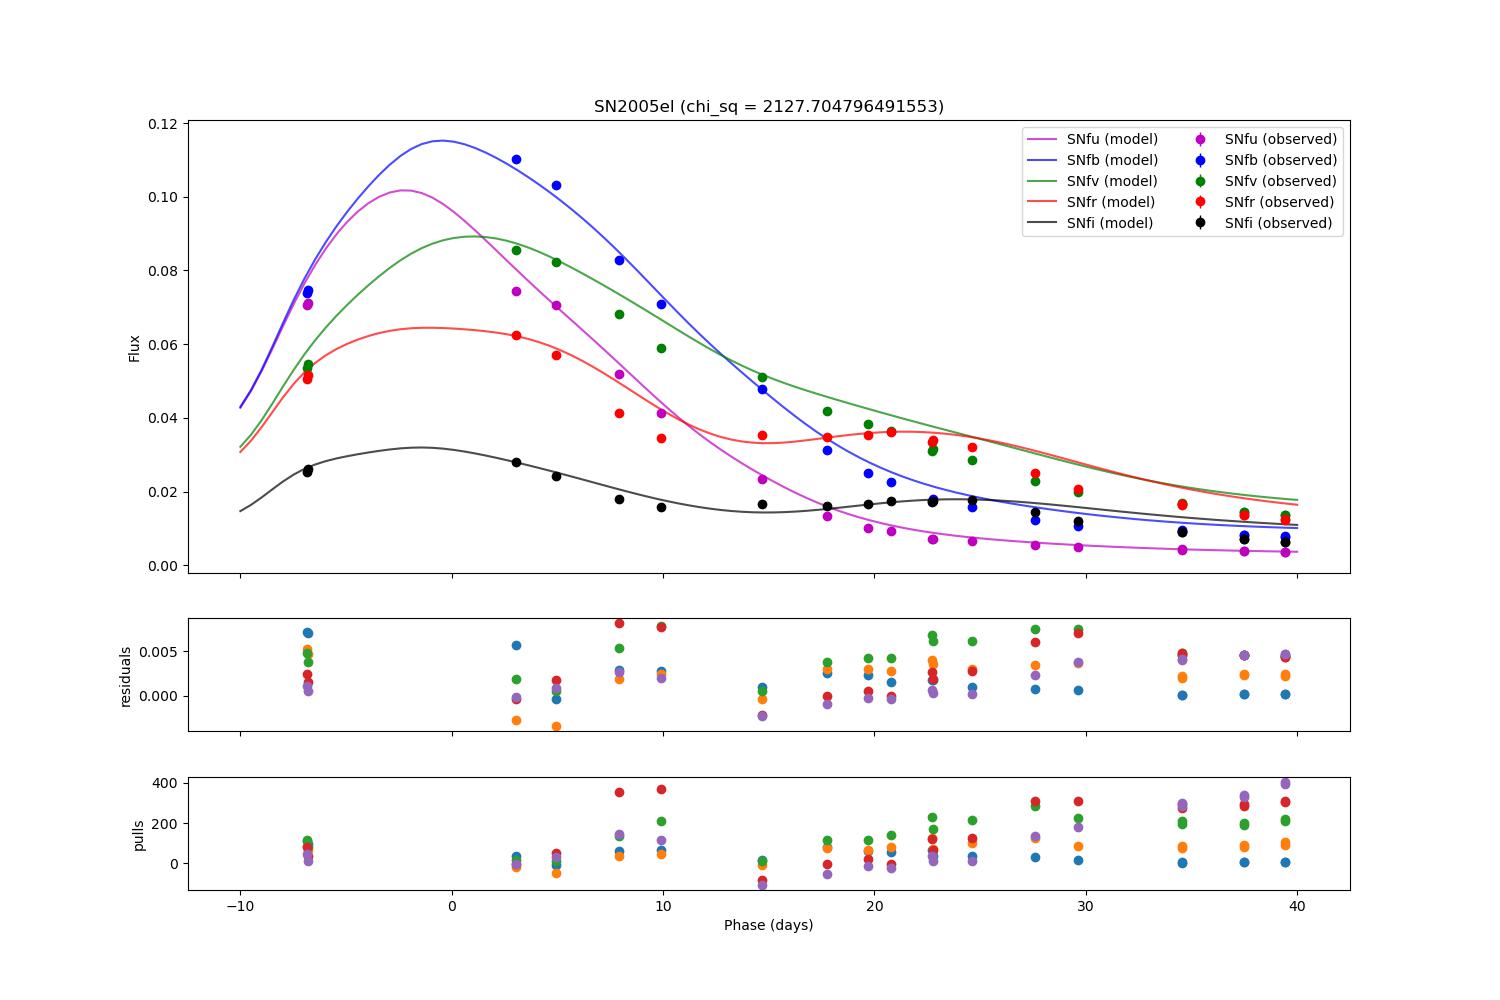 SN2005el (chi_sq = 2127.704796491553)
0.12
0.10
0.08
0.06
0.04
0.02
0.00
Flux
SNfu (model)
SNfb (model)
SNfv (model)
SNfr (model)
SNfi (model)
SNfu (observed)
SNfb (observed)
SNfv (observed)
SNfr (observed)
SNfi (observed)
0.005
0.000
residuals
400
200
0
pulls
−10
0
10
20
30
40
Phase (days)